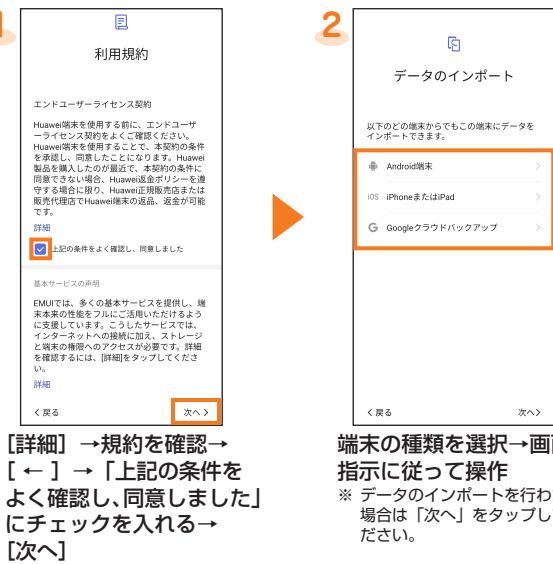 1
利用規約
エンドユーザーライセンス契約
Huawei端末を使用する前に、エンドユーザ
ーライセンス契約をよくご確認ください。
Huawei端末を使用することで、本契約の条件
を承認し、同意したことになります。Huawei
製品を購入したのが最近で、本契約の条件に
同意できない場合、Huawei返金ポリシーを遵
守する場合に限り、Huawei正規販売店または
販売代理店でHuawei端末の返品、返金が可能
です。
詳細
上記の条件をよく確認し、同意しました
基本サービスの声明
EMUIでは、多くの基本サービスを提供し、端
末本来の性能をフルにご活用いただけるよう
に支援しています。こうしたサービスでは、
インターネットへの接続に加え、ストレージ
と端末の権限へのアクセスが必要です。詳細
を確認するには、[詳細]をタップしてくださ
い。
詳細
< 戻る
次へ >
[詳細] →規約を確認→
[ ← ] →「上記の条件を
よく確認し、同意しました」
にチェックを入れる→
[次へ]
2
データのインポート
以下のどの端末からでもこの端末にデータを
インポートできます。
Android端末
iOS iPhoneまたはiPad
G Googleクラウドバックアップ
< 戻る
次へ >
端末の種類を選択→画
指示に従って操作
※ データのインポートを行わ
場合は「次へ」をタップし
ださい。